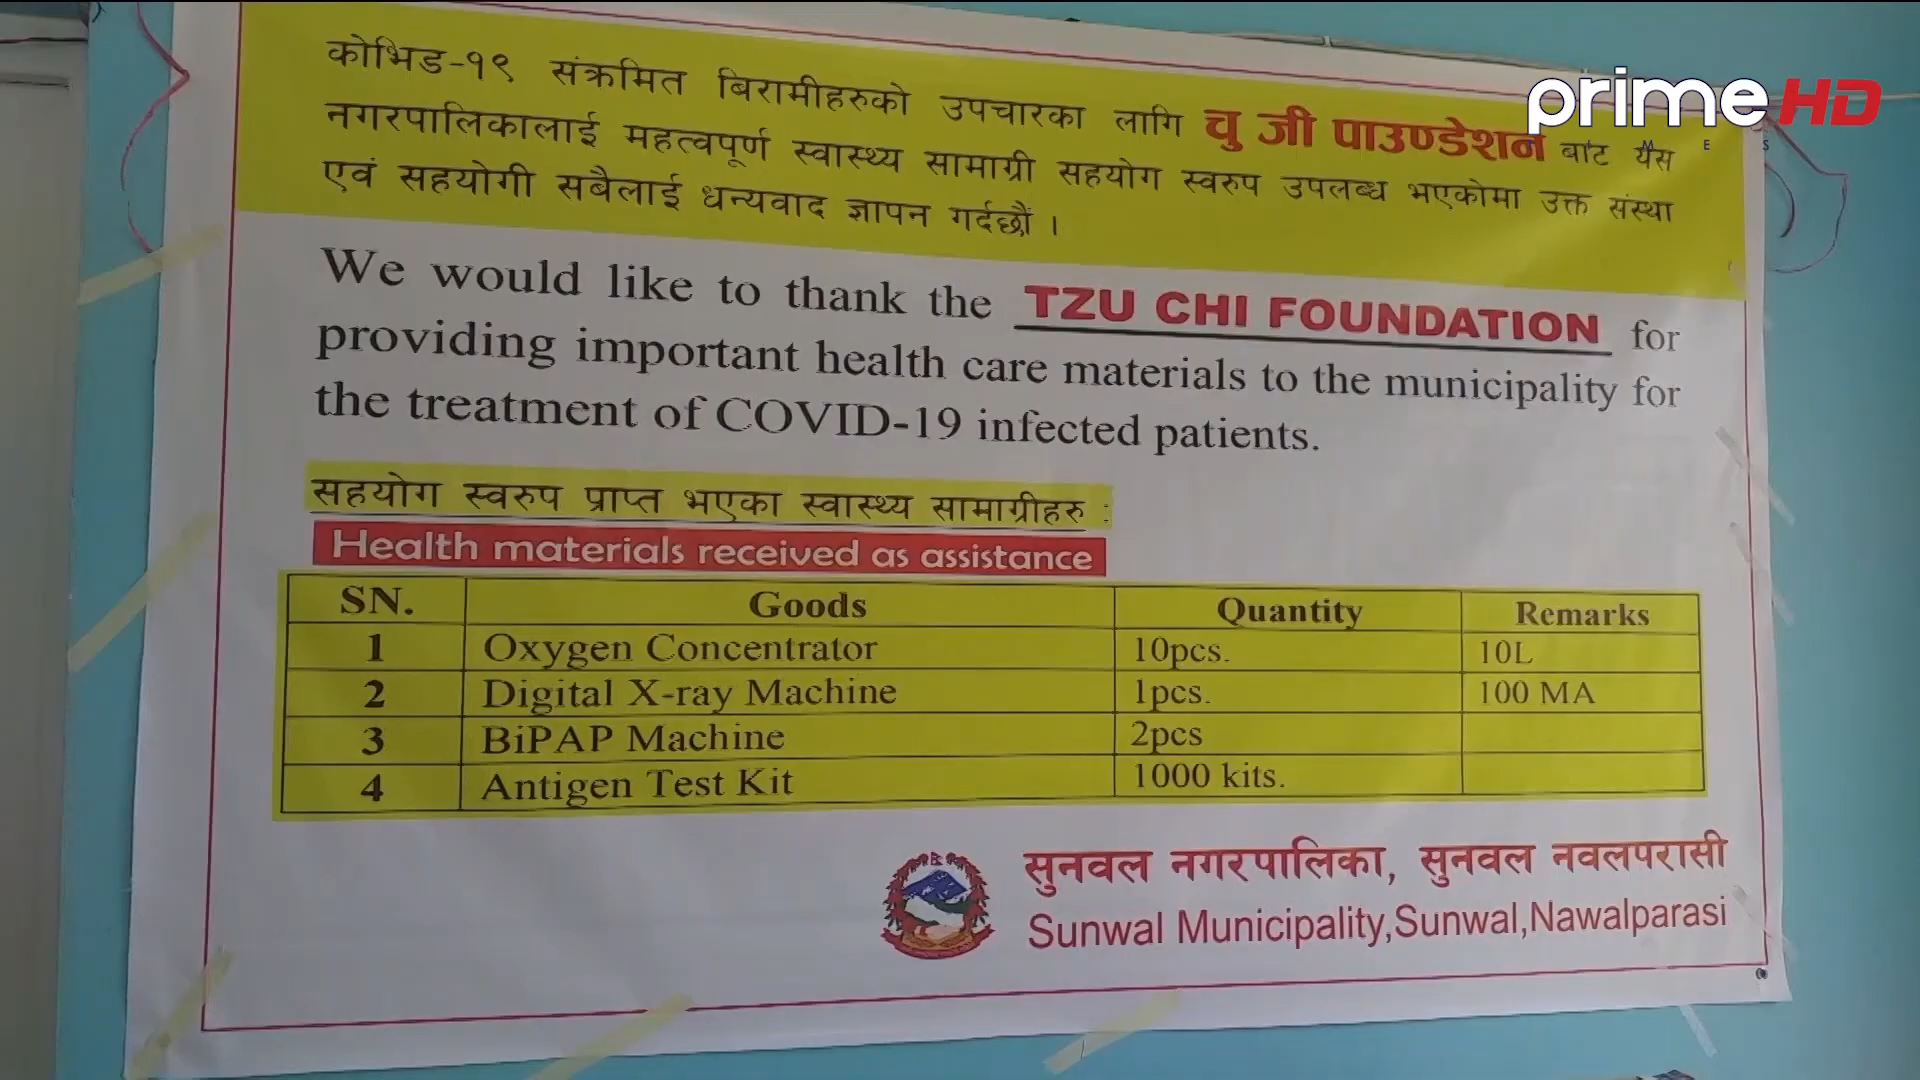 prime HD
TIMES
कोभिड-१९ संक्रमित बिरामीहरुको उपचारका लागि चु जी पाउण्डेशन बाट यस
नगरपालिकालाई महत्वपूर्ण स्वास्थ्य सामाग्री सहयोग स्वरुप उपलब्ध भएकोमा उक्त संस्था
एवं सहयोगी सबैलाई धन्यवाद ज्ञापन गर्दछौं ।
We would like to thank the TZU CHI FOUNDATION for
providing important health care materials to the municipality for
the treatment of COVID-19 infected patients.
सहयोग स्वरुप प्राप्त भएका स्वास्थ्य सामाग्रीहरु :
Health materials received as assistance
SN. Goods Quantity Remarks
1 Oxygen Concentrator 10pcs. 10L
2 Digital X-ray Machine 1pcs. 100 MA
3 BiPAP Machine 2pcs
4 Antigen Test Kit 1000 kits.
सुनवल नगरपालिका, सुनवल नवलपरासी
Sunwal Municipality,Sunwal,Nawalparasi